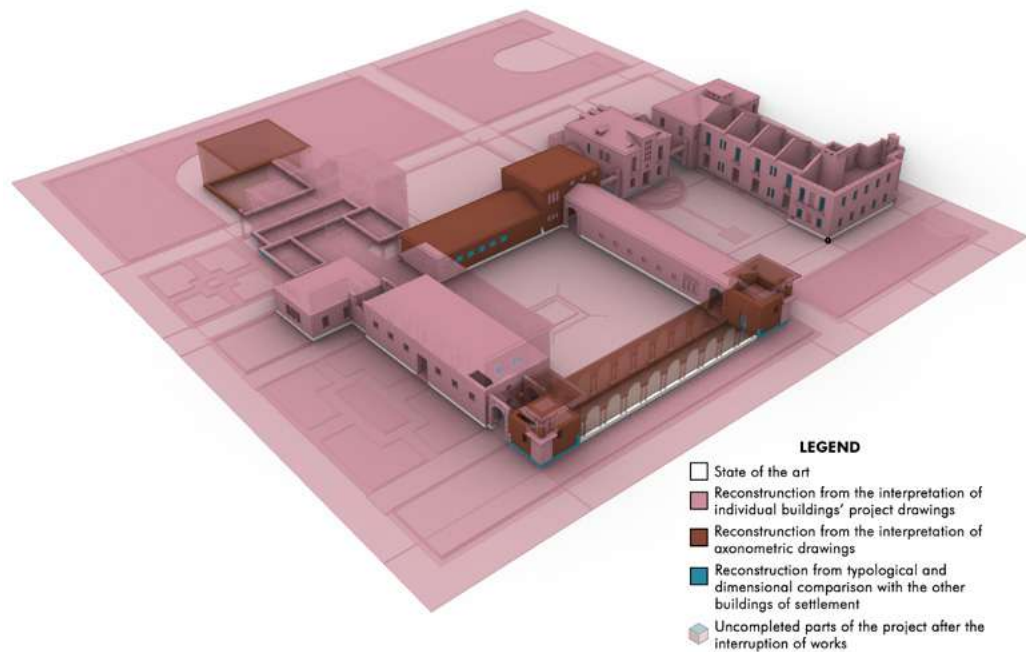 LEGEND
State of the art
Reconstrunction from the interpretation of
individual buildings' project drawings
Reconstrunction from the interpretation of
axonometric drawings
Reconstruction from typological and
dimensional comparison with the other
buildings of settlement
Uncompleted parts of the project after the
interruption of works